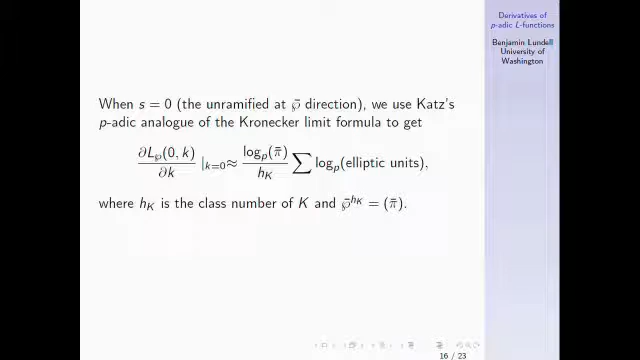 Derivatives of
p-adic L-functions
Benjamin Lundell
University of
Washington
When s = 0 (the unramified at ℘̄ direction), we use Katz's
p-adic analogue of the Kronecker limit formula to get
∂L℘(0, k)/∂k |k=0 ≈ logp(π̄)/hK ∑ logp(elliptic units),
where hK is the class number of K and ℘̄^hK = (π̄).
16 / 23